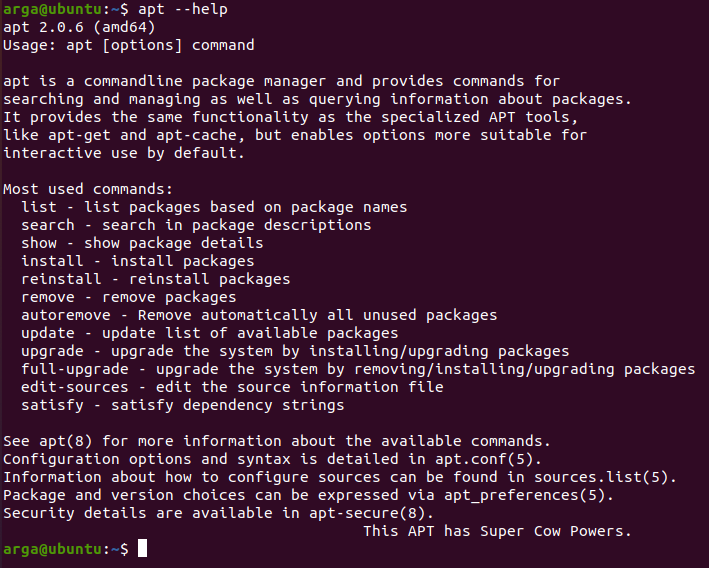 arga@ubuntu:~$ apt --help
apt 2.0.6 (amd64)
Usage: apt [options] command

apt is a commandline package manager and provides commands for
searching and managing as well as querying information about packages.
It provides the same functionality as the specialized APT tools,
like apt-get and apt-cache, but enables options more suitable for
interactive use by default.

Most used commands:
  list - list packages based on package names
  search - search in package descriptions
  show - show package details
  install - install packages
  reinstall - reinstall packages
  remove - remove packages
  autoremove - Remove automatically all unused packages
  update - update list of available packages
  upgrade - upgrade the system by installing/upgrading packages
  full-upgrade - upgrade the system by removing/installing/upgrading packages
  edit-sources - edit the source information file
  satisfy - satisfy dependency strings

See apt(8) for more information about the available commands.
Configuration options and syntax is detailed in apt.conf(5).
Information about how to configure sources can be found in sources.list(5).
Package and version choices can be expressed via apt_preferences(5).
Security details are available in apt-secure(8).
                                        This APT has Super Cow Powers.
arga@ubuntu:~$